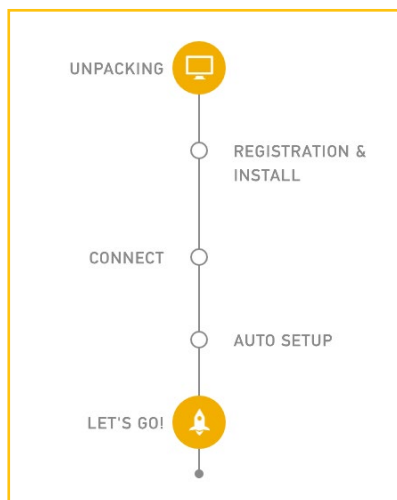 UNPACKING
REGISTRATION &
INSTALL
CONNECT
AUTO SETUP
LET'S GO!